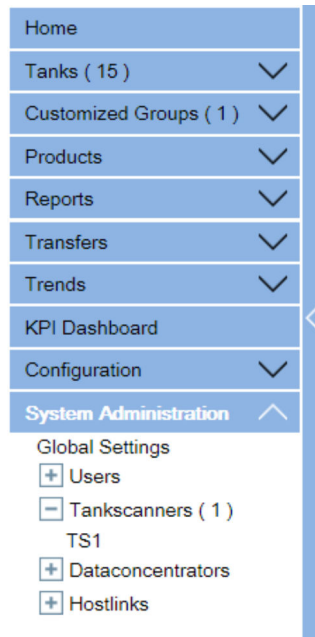 Home
Tanks ( 15 )
Customized Groups ( 1 )
Products
Reports
Transfers
Trends
KPI Dashboard
Configuration
System Administration
Global Settings
Users
Tankscanners ( 1 )
TS1
Dataconcentrators
Hostlinks